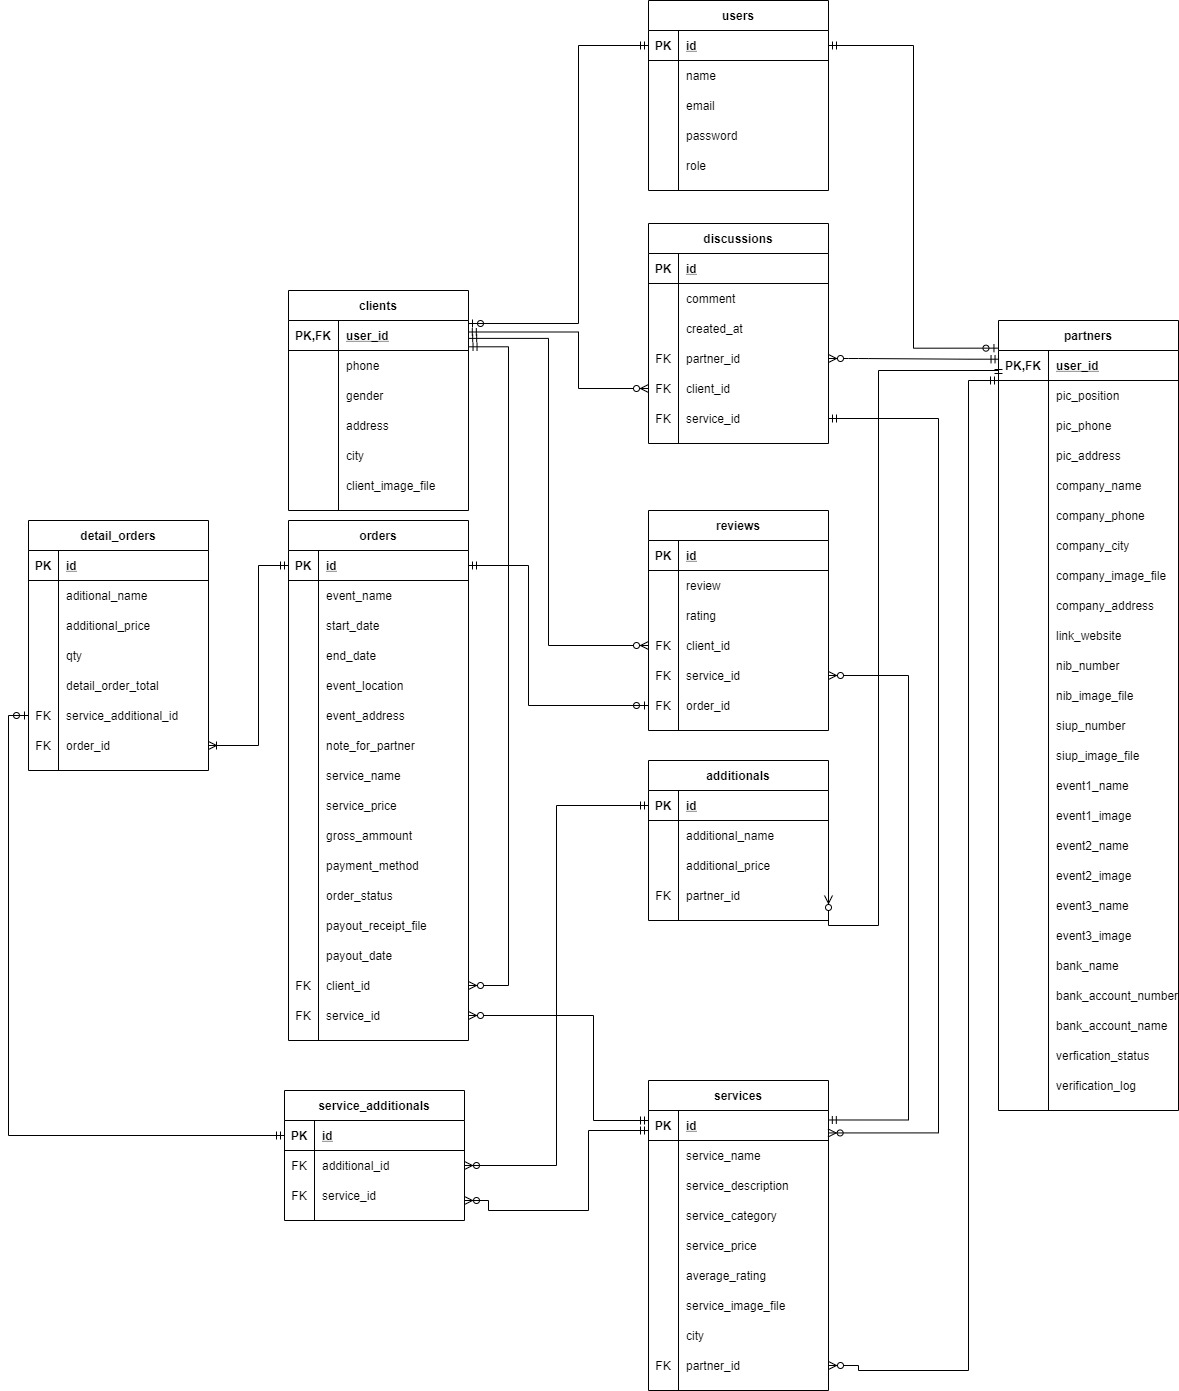 users
PK id
name
email
password
role
discussions
PK id
comment
created_at
FK partner_id
FK client_id
FK service_id
clients
PK,FK user_id
phone
gender
address
city
client_image_file
partners
PK,FK user_id
pic_position
pic_phone
pic_address
company_name
company_phone
company_city
company_image_file
company_address
link_website
nib_number
nib_image_file
siup_number
siup_image_file
event1_name
event1_image
event2_name
event2_image
event3_name
event3_image
bank_name
bank_account_number
bank_account_name
verfication_status
verification_log
detail_orders
PK id
aditional_name
additional_price
qty
detail_order_total
FK service_additional_id
FK order_id
orders
PK id
event_name
start_date
end_date
event_location
event_address
note_for_partner
service_name
service_price
gross_ammount
payment_method
order_status
payout_receipt_file
payout_date
FK client_id
FK service_id
reviews
PK id
review
rating
FK client_id
FK service_id
FK order_id
additionals
PK id
additional_name
additional_price
FK partner_id
service_additionals
PK id
FK additional_id
FK service_id
services
PK id
service_name
service_description
service_category
service_price
average_rating
service_image_file
city
FK partner_id